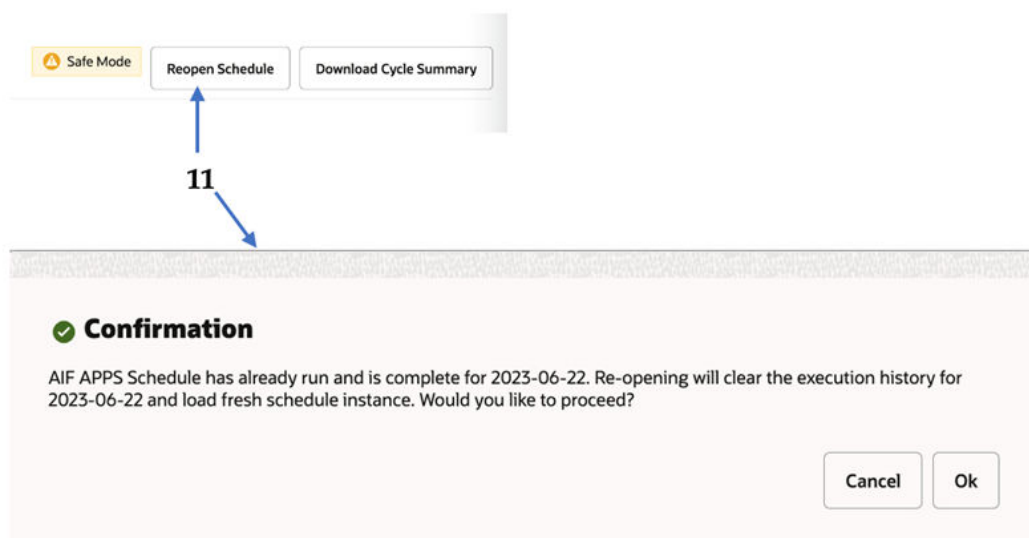 Safe Mode
Reopen Schedule
Download Cycle Summary
11
Confirmation
AIF APPS Schedule has already run and is complete for 2023-06-22. Re-opening will clear the execution history for
2023-06-22 and load fresh schedule instance. Would you like to proceed?
Cancel
Ok